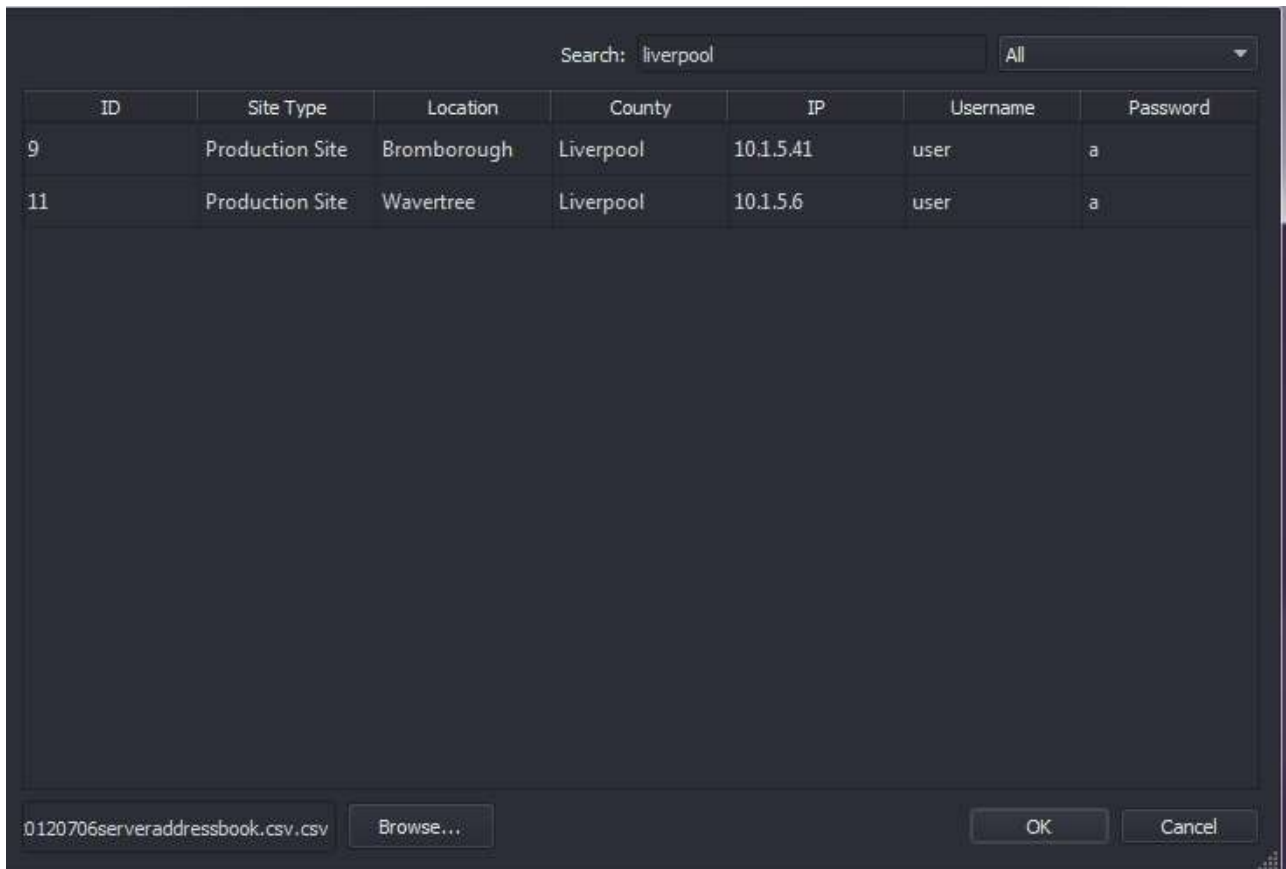 Search: liverpool All
ID Site Type Location County IP Username Password
9 Production Site Bromborough Liverpool 10.1.5.41 user a
11 Production Site Wavertree Liverpool 10.1.5.6 user a
0120706serveraddressbook.csv.csv Browse... OK Cancel